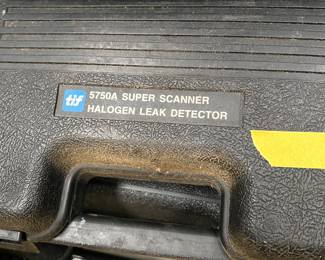 tif 5750A SUPER SCANNER
HALOGEN LEAK DETECTOR